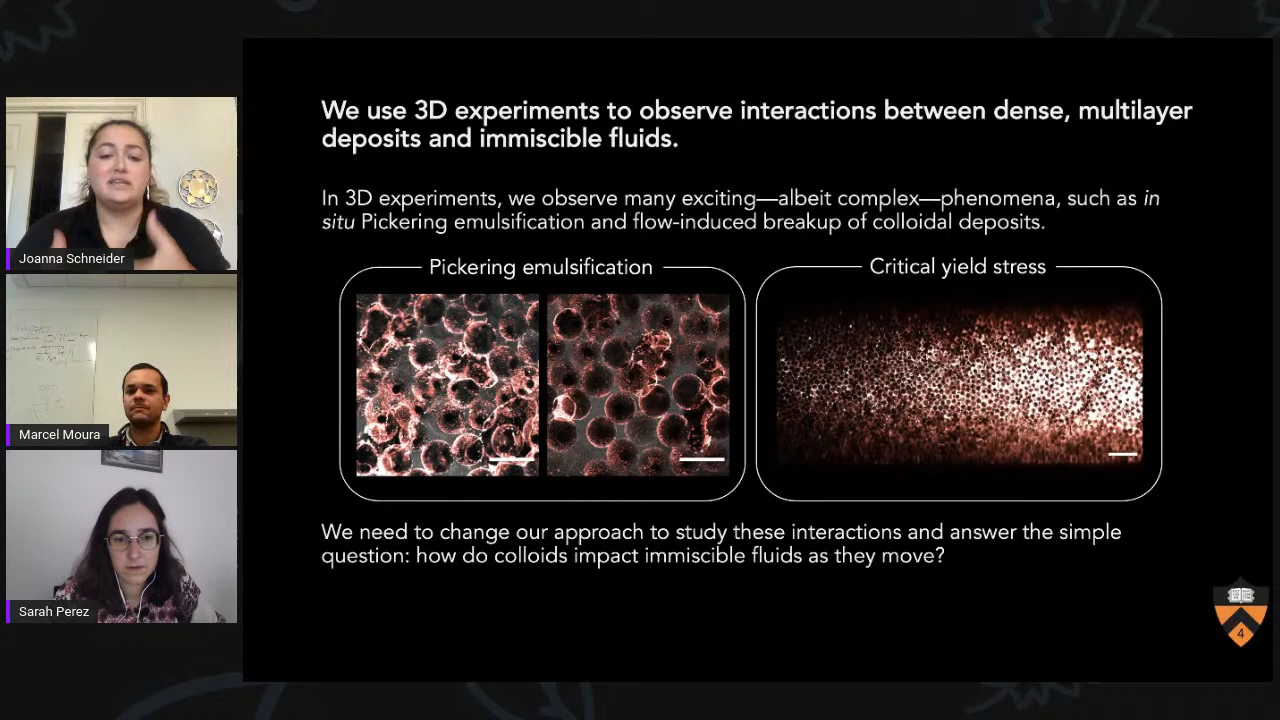 We use 3D experiments to observe interactions between dense, multilayer
deposits and immiscible fluids.
In 3D experiments, we observe many exciting—albeit complex—phenomena, such as in
situ Pickering emulsification and flow-induced breakup of colloidal deposits.
Pickering emulsification
Critical yield stress
We need to change our approach to study these interactions and answer the simple
question: how do colloids impact immiscible fluids as they move?
4
Joanna Schneider
Marcel Moura
Sarah Perez